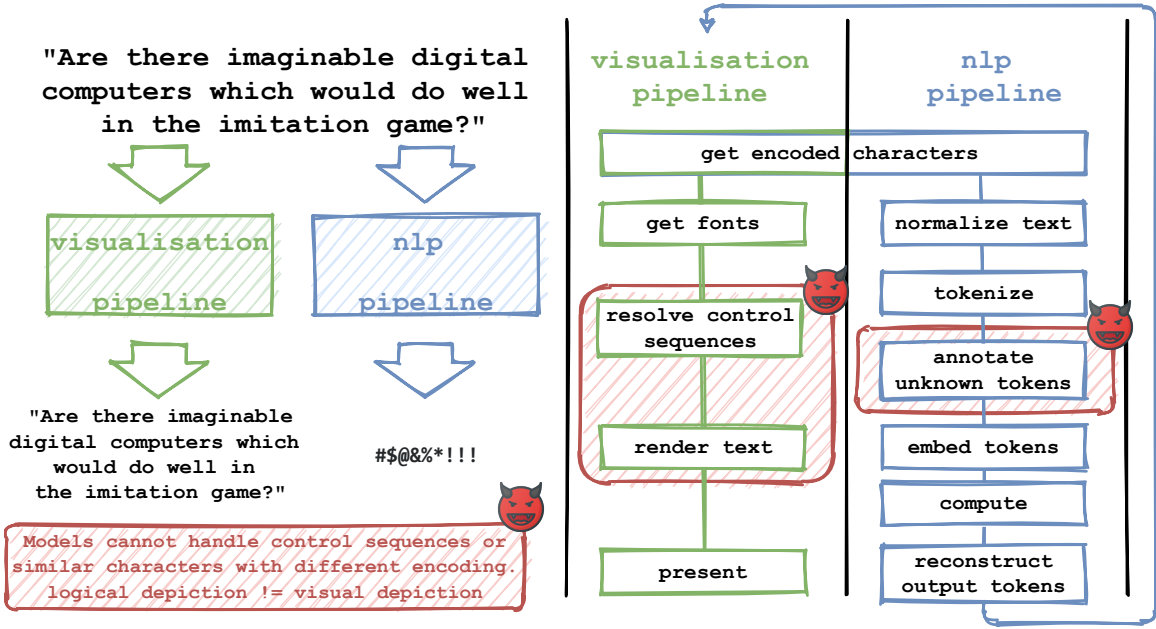 "Are there imaginable digital
computers which would do well
in the imitation game?"
visualisation
pipeline
nlp
pipeline
"Are there imaginable
digital computers which
would do well in
the imitation game?"
#$@&%*!!!
Models cannot handle control sequences or
similar characters with different encoding.
logical depiction != visual depiction
visualisation
pipeline
nlp
pipeline
get encoded characters
get fonts
resolve control
sequences
render text
present
normalize text
tokenize
annotate
unknown tokens
embed tokens
compute
reconstruct
output tokens